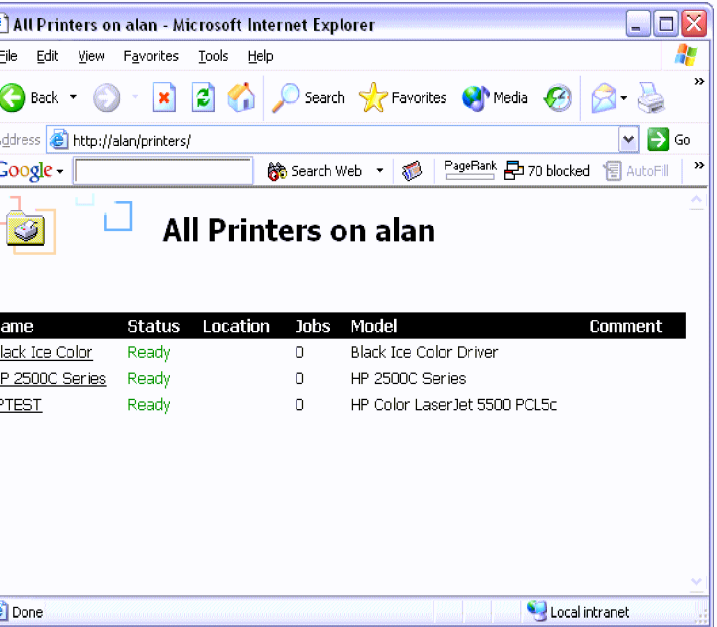 All Printers on alan - Microsoft Internet Explorer
File Edit View Favorites Tools Help
Back Search Favorites Media
Address http://alan/printers/ Go
Google Search Web PageRank 70 blocked AutoFill
All Printers on alan
ame Status Location Jobs Model Comment
lack Ice Color Ready 0 Black Ice Color Driver
P 2500C Series Ready 0 HP 2500C Series
PTEST Ready 0 HP Color LaserJet 5500 PCL5c
Done Local intranet